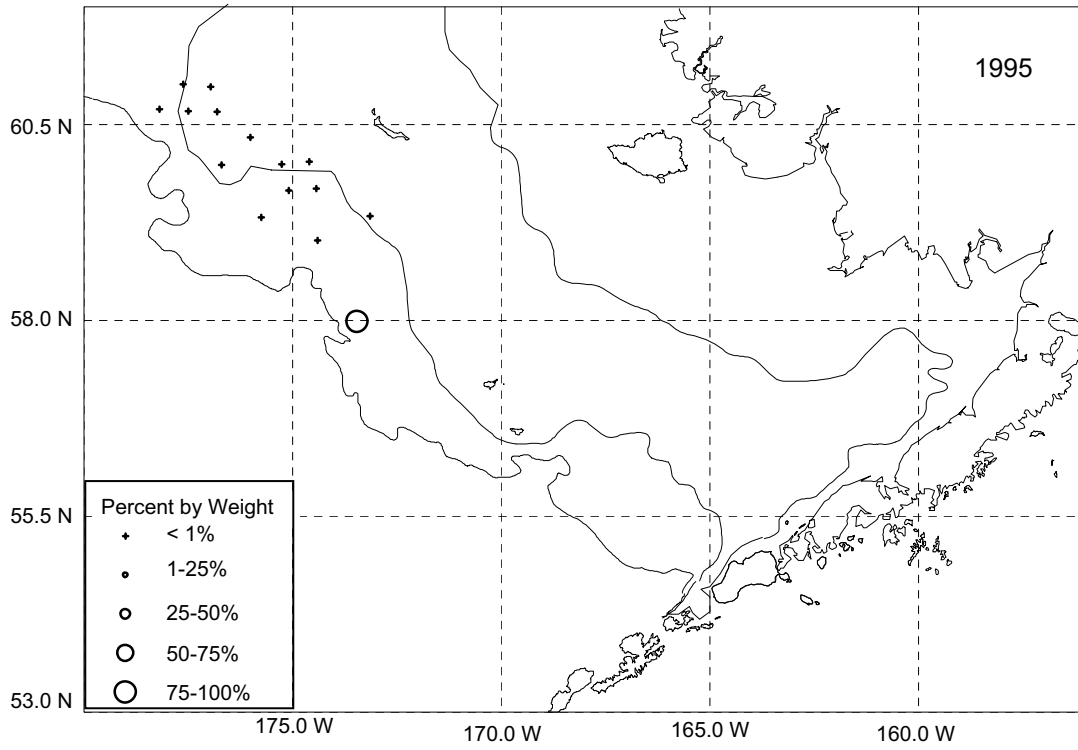 1995
60.5 N
58.0 N
55.5 N
53.0 N
Percent by Weight
< 1%
1-25%
25-50%
50-75%
75-100%
175.0 W
170.0 W
165.0 W
160.0 W